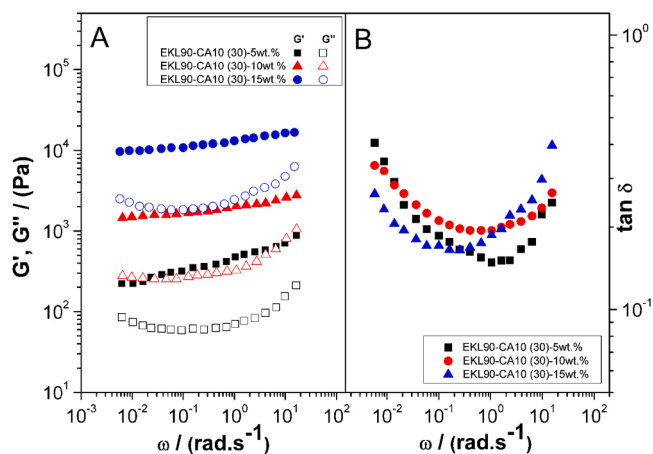 A
G' G''
EKL90-CA10 (30)-5wt.%
EKL90-CA10 (30)-10wt.%
EKL90-CA10 (30)-15wt.%
10^5
10^4
10^3
10^2
10^1
G', G'' / (Pa)
10^-3 10^-2 10^-1 10^0 10^1 10^2
ω / (rad.s^-1)
B
10^0
10^-1
tan δ
EKL90-CA10 (30)-5wt.%
EKL90-CA10 (30)-10wt.%
EKL90-CA10 (30)-15wt.%
10^-2 10^-1 10^0 10^1 10^2
ω / (rad.s^-1)